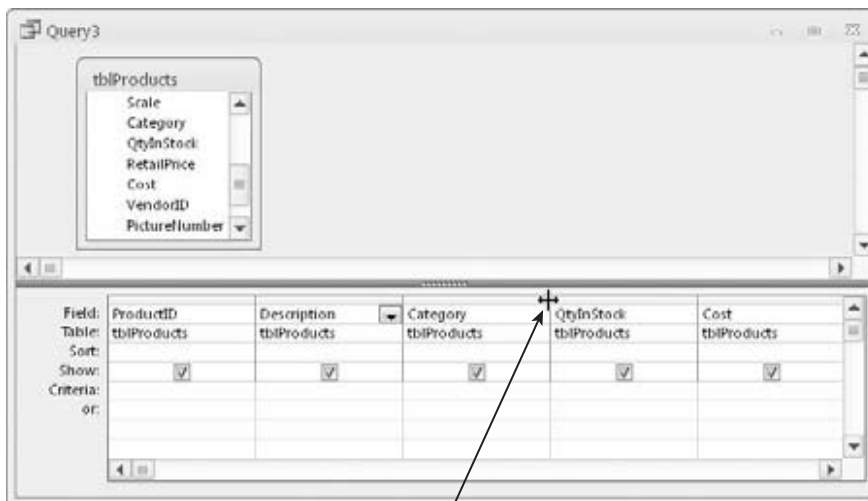 Query3
tblProducts
Scale
Category
QtyInStock
RetailPrice
Cost
VendorID
PictureNumber
Field: ProductID Description Category QtyInStock Cost
Table: tblProducts tblProducts tblProducts tblProducts tblProducts
Sort:
Show:
Criteria:
or: